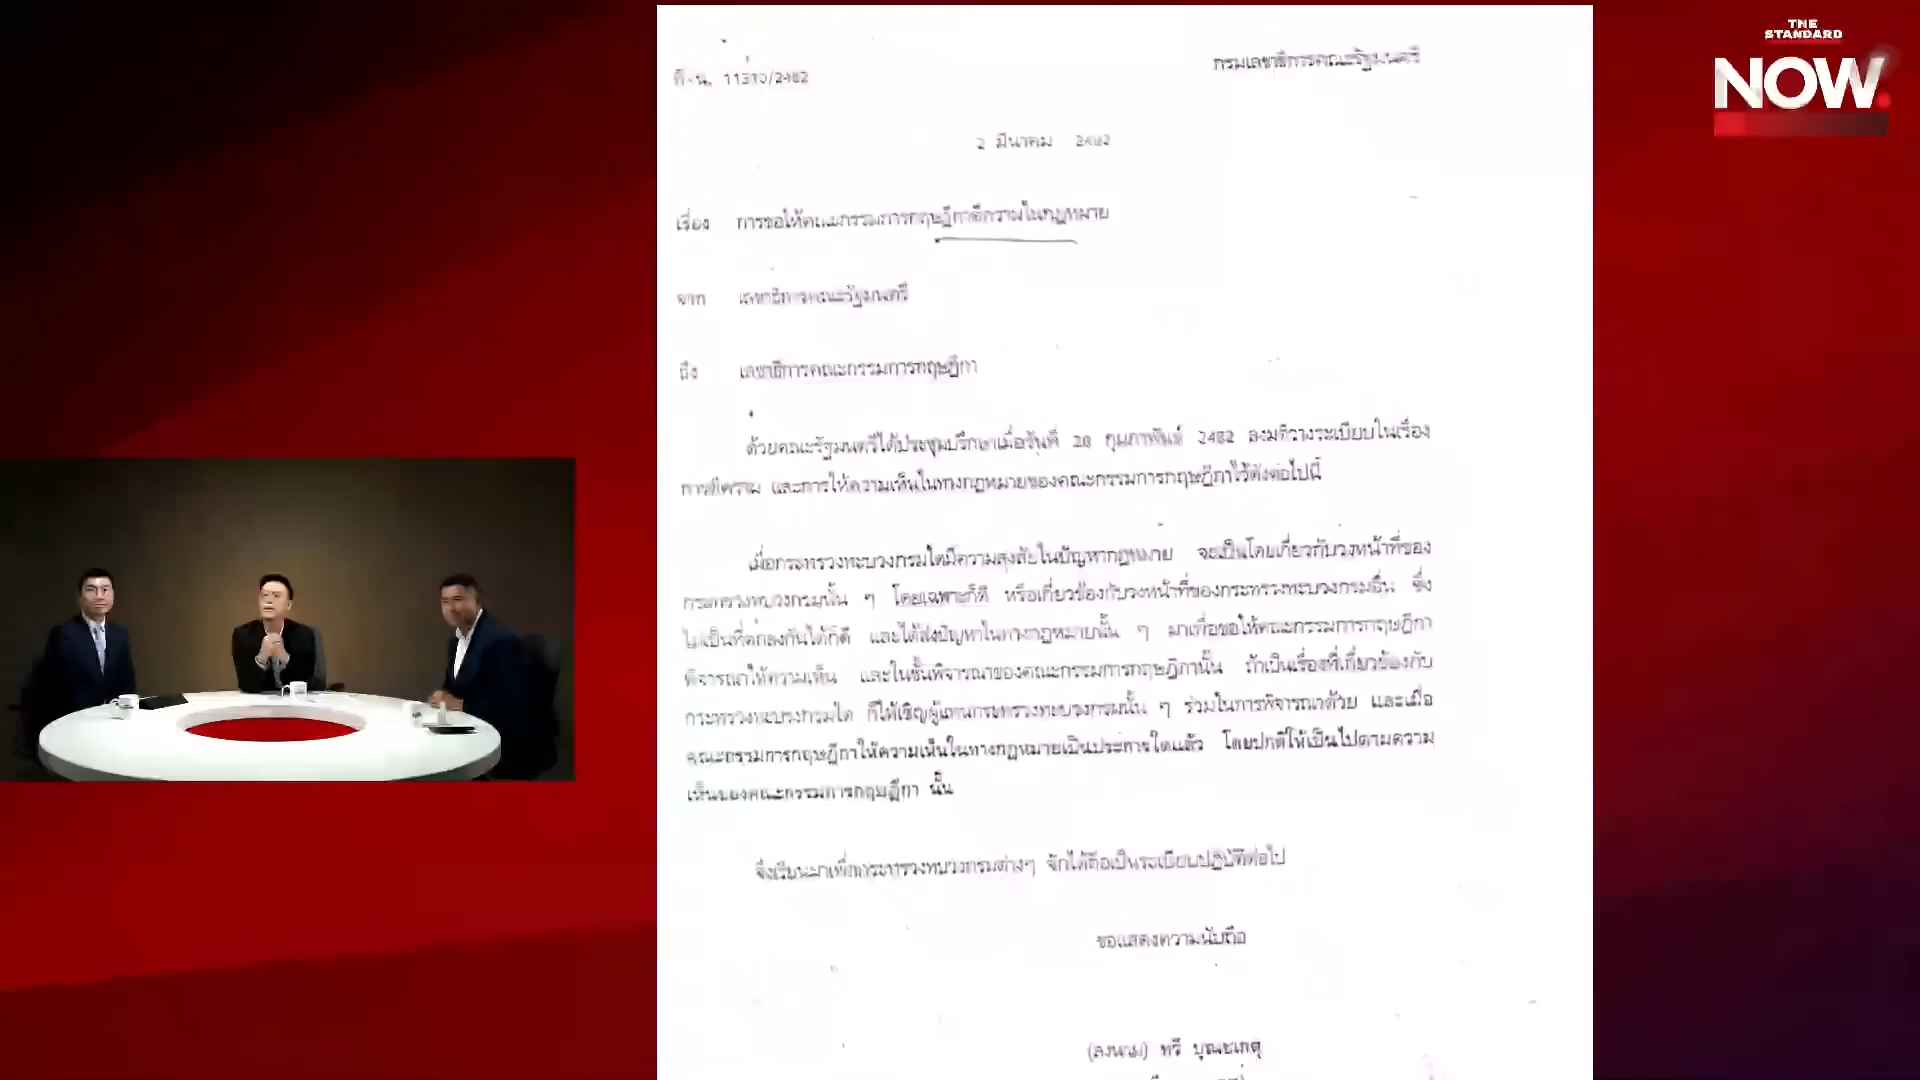 THE
STANDARD
NOW.
กรมเลขาธิการคณะรัฐมนตรี
ที่ น. /2482
2 มีนาคม 2482
เรื่อง การขอให้คณะกรรมการกฤษฎีกาตีความในกฎหมาย
จาก เลขาธิการคณะรัฐมนตรี
ถึง เลขาธิการคณะกรรมการกฤษฎีกา
ด้วยคณะรัฐมนตรีได้ประชุมปรึกษาเมื่อวันที่ 28 กุมภาพันธ์ 2482 ลงมติวางระเบียบในเรื่อง
การตีความ และการให้ความเห็นในทางกฎหมายของคณะกรรมการกฤษฎีกาไว้ดังต่อไปนี้
เมื่อกระทรวงทะบวงกรมใดมีความสงสัยในปัญหากฎหมาย จะเป็นโดยเกี่ยวกับวงหน้าที่ของ
กระทรวงทบวงกรมนั้น ๆ โดยเฉพาะก็ดี หรือเกี่ยวข้องกับวงหน้าที่ของกระทรวงทะบวงกรมอื่น ซึ่ง
ไม่เป็นที่ตกลงกันได้ก็ดี และได้ส่งปัญหาในทางกฎหมายนั้น ๆ มาเพื่อขอให้คณะกรรมการกฤษฎีกา
พิจารณาให้ความเห็น และในชั้นพิจารณาของคณะกรรมการกฤษฎีกานั้น ถ้าเป็นเรื่องที่เกี่ยวข้องกับ
กระทรวงทะบวงกรมใด ก็ให้เชิญผู้แทนกระทรวงทะบวงกรมนั้น ๆ ร่วมในการพิจารณาด้วย และเมื่อ
คณะกรรมการกฤษฎีกาให้ความเห็นในทางกฎหมายเป็นประการใดแล้ว โดยปกติให้เป็นไปตามความ
เห็นของคณะกรรมการกฤษฎีกา นั้น
จึงเรียนมาเพื่อกระทรวงทบวงกรมต่างๆ จักได้ถือเป็นระเบียบปฏิบัติต่อไป
ขอแสดงความนับถือ
(ลงนาม) ทวี บุณยเกตุ